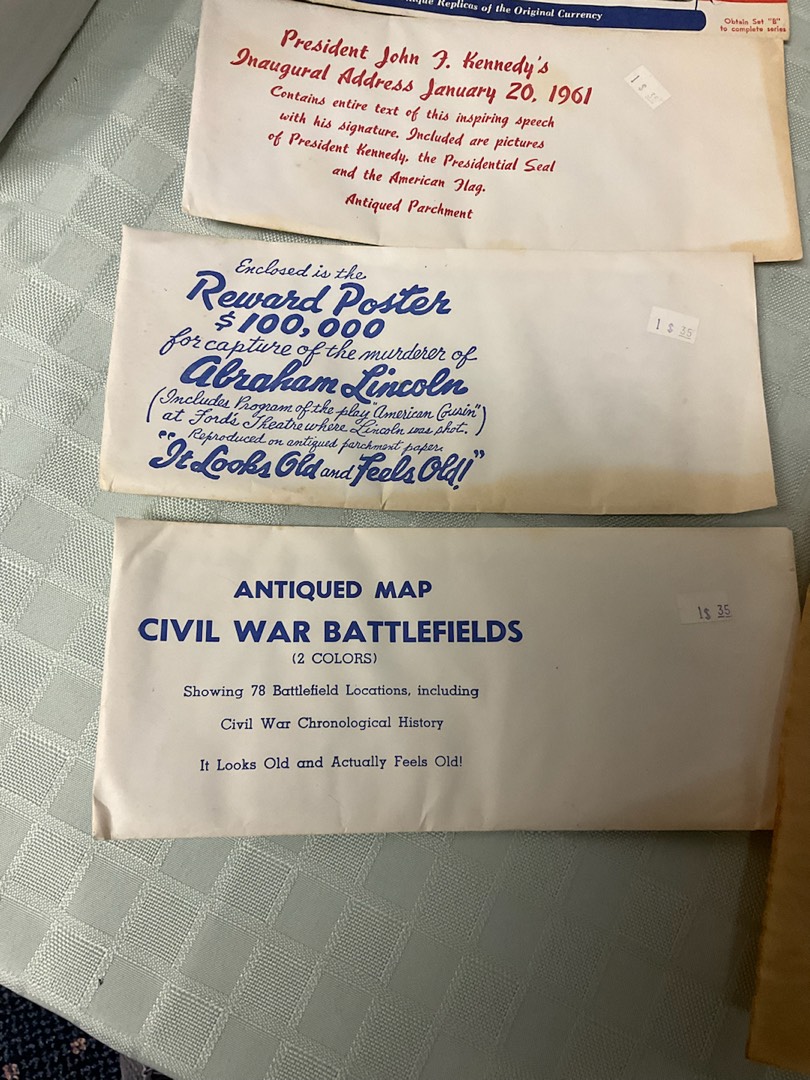 Replicas of the Original Currency
Obtain Set "B"
to complete series
President John F. Kennedy's
Inaugural Address January 20, 1961
Contains entire text of this inspiring speech
with his signature. Included are pictures
of President Kennedy, the Presidential Seal
and the American Flag.
Antiqued Parchment
1 $
Enclosed is the
Reward Poster
$100,000
for capture of the murderer of
Abraham Lincoln
(Includes Program of the play "American Cousin"
at Ford's Theatre where Lincoln was shot.)
Reproduced on antiqued parchment paper.
"It Looks Old and Feels Old!"
1 $ 35
ANTIQUED MAP
CIVIL WAR BATTLEFIELDS
(2 COLORS)
Showing 78 Battlefield Locations, including
Civil War Chronological History
It Looks Old and Actually Feels Old!
1$ 35